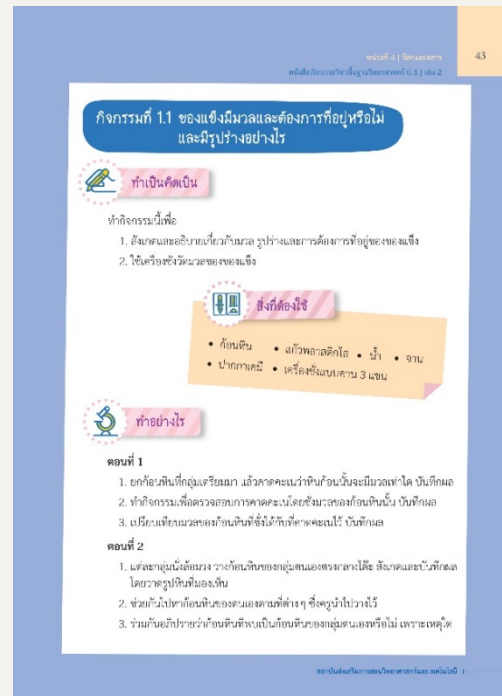 หน่วยที่ 4 | วัสดุและสสาร
43
หนังสือเรียนรายวิชาพื้นฐานวิทยาศาสตร์ ป.4 | เล่ม 2
กิจกรรมที่ 1.1 ของแข็งมีมวลและต้องการที่อยู่หรือไม่
และมีรูปร่างอย่างไร
ทำเป็นคิดเป็น
ทำกิจกรรมนี้เพื่อ
1. สังเกตและอธิบายเกี่ยวกับมวล รูปร่างและการต้องการที่อยู่ของของแข็ง
2. ใช้เครื่องชั่งวัดมวลของของแข็ง
สิ่งที่ต้องใช้
• ก้อนหิน • แก้วพลาสติกใส • น้ำ • จาน
• ปากกาเคมี • เครื่องชั่งแบบคาน 3 แขน
ทำอย่างไร
ตอนที่ 1
1. ยกก้อนหินที่กลุ่มเตรียมมา แล้วคาดคะเนว่าหินก้อนนั้นจะมีมวลเท่าใด บันทึกผล
2. ทำกิจกรรมเพื่อตรวจสอบการคาดคะเนโดยชั่งมวลของก้อนหินนั้น บันทึกผล
3. เปรียบเทียบมวลของก้อนหินที่ชั่งได้กับที่คาดคะเนไว้ บันทึกผล
ตอนที่ 2
1. แต่ละกลุ่มนั่งล้อมวง วางก้อนหินของกลุ่มตนเองตรงกลางโต๊ะ สังเกตและบันทึกผล
โดยวาดรูปหินที่มองเห็น
2. ช่วยกันไปหาก้อนหินของตนเองตามที่ต่าง ๆ ซึ่งครูนำไปวางไว้
3. ร่วมกันอภิปรายว่าก้อนหินที่พบเป็นก้อนหินของกลุ่มตนเองหรือไม่ เพราะเหตุใด
สถาบันส่งเสริมการสอนวิทยาศาสตร์และเทคโนโลยี